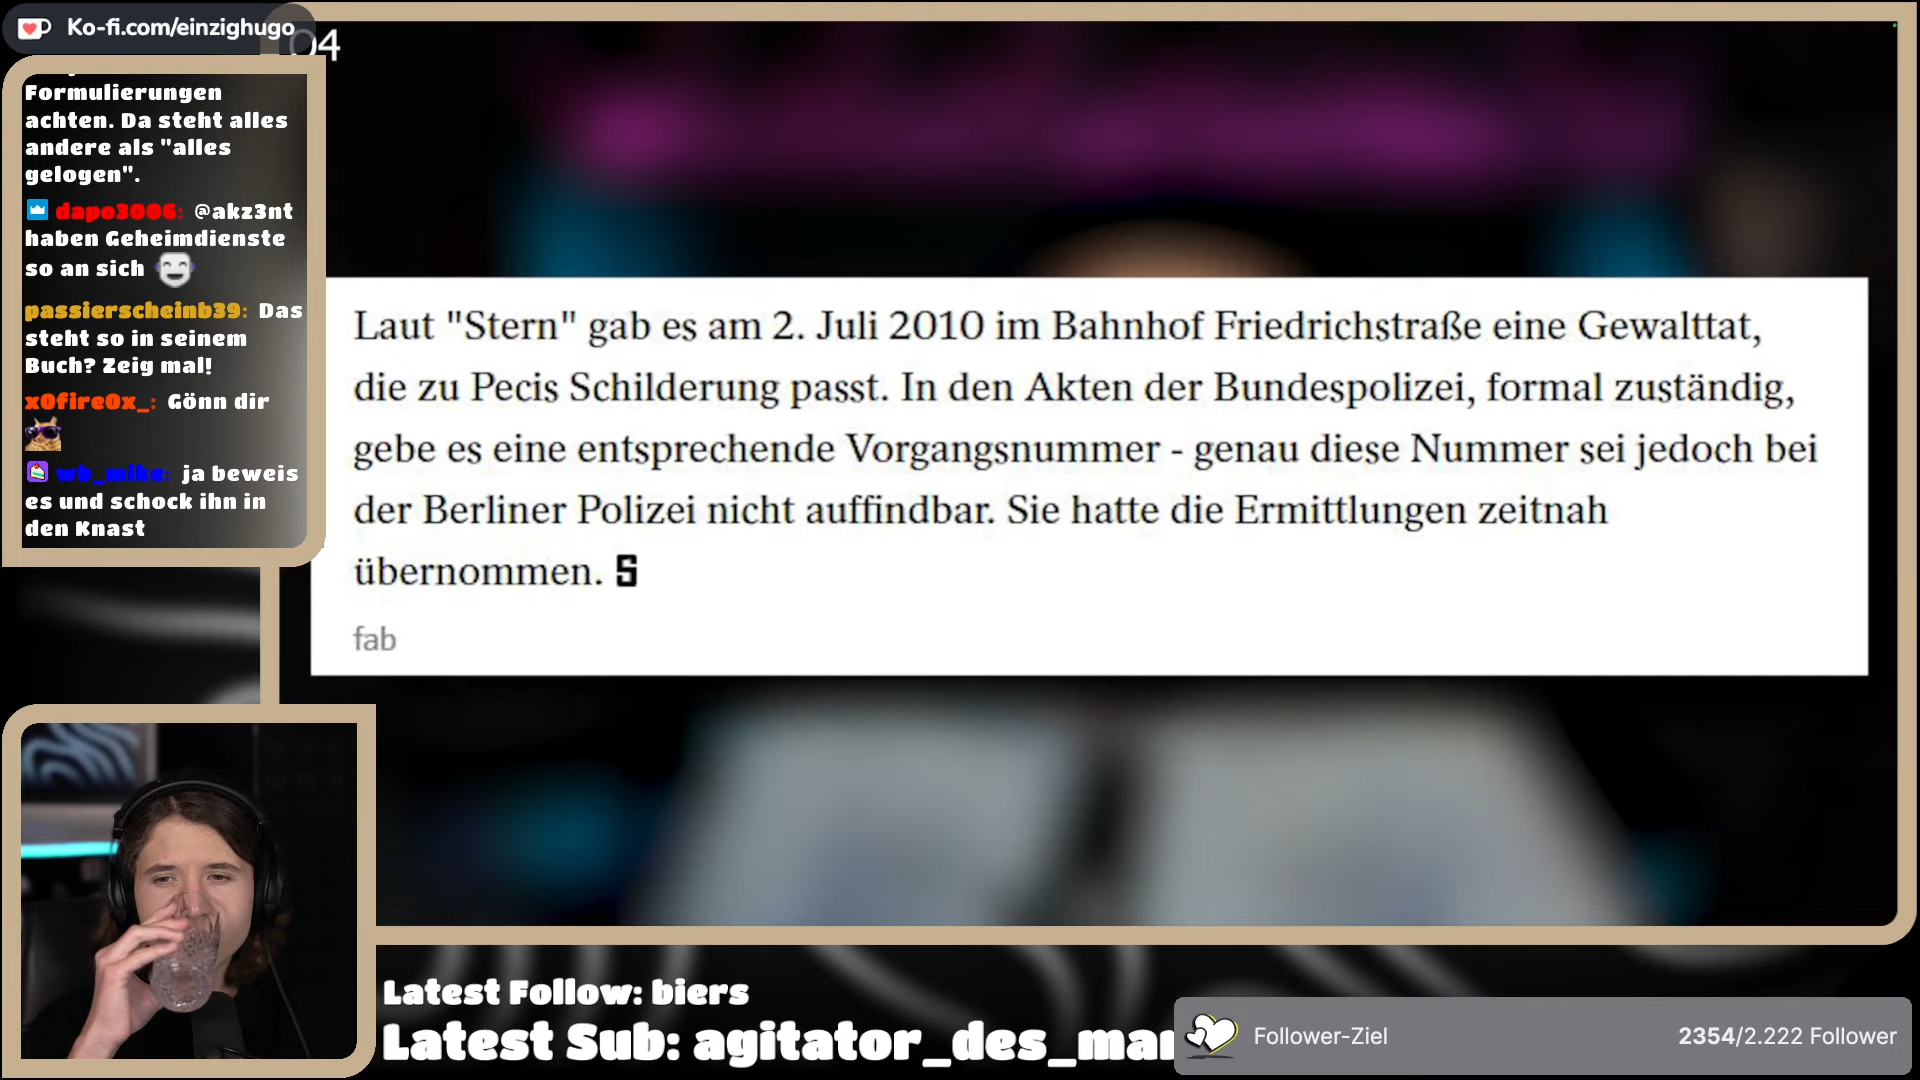 Ko-fi.com/einzighugo
04
Formulierungen
achten. Da steht alles
andere als "alles
gelogen".
dapo3006: @akz3nt
haben Geheimdienste
so an sich
passierscheinb39: Das
steht so in seinem
Buch? Zeig mal!
x0fire0x_: Gönn dir
wb_mike: ja beweis
es und schock ihn in
den Knast
Laut "Stern" gab es am 2. Juli 2010 im Bahnhof Friedrichstraße eine Gewalttat,
die zu Pecis Schilderung passt. In den Akten der Bundespolizei, formal zuständig,
gebe es eine entsprechende Vorgangsnummer - genau diese Nummer sei jedoch bei
der Berliner Polizei nicht auffindbar. Sie hatte die Ermittlungen zeitnah
übernommen. S
fab
Latest Follow: biers
Latest Sub: agitator_des_mar
Follower-Ziel
2354/2.222 Follower